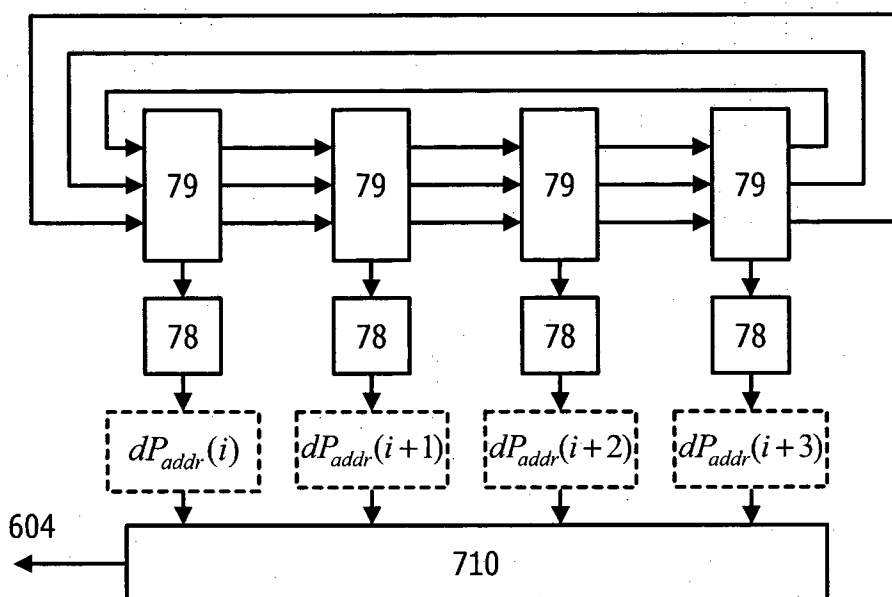 79 79 79 79
78 78 78 78
dP_addr(i) dP_addr(i+1) dP_addr(i+2) dP_addr(i+3)
604
710